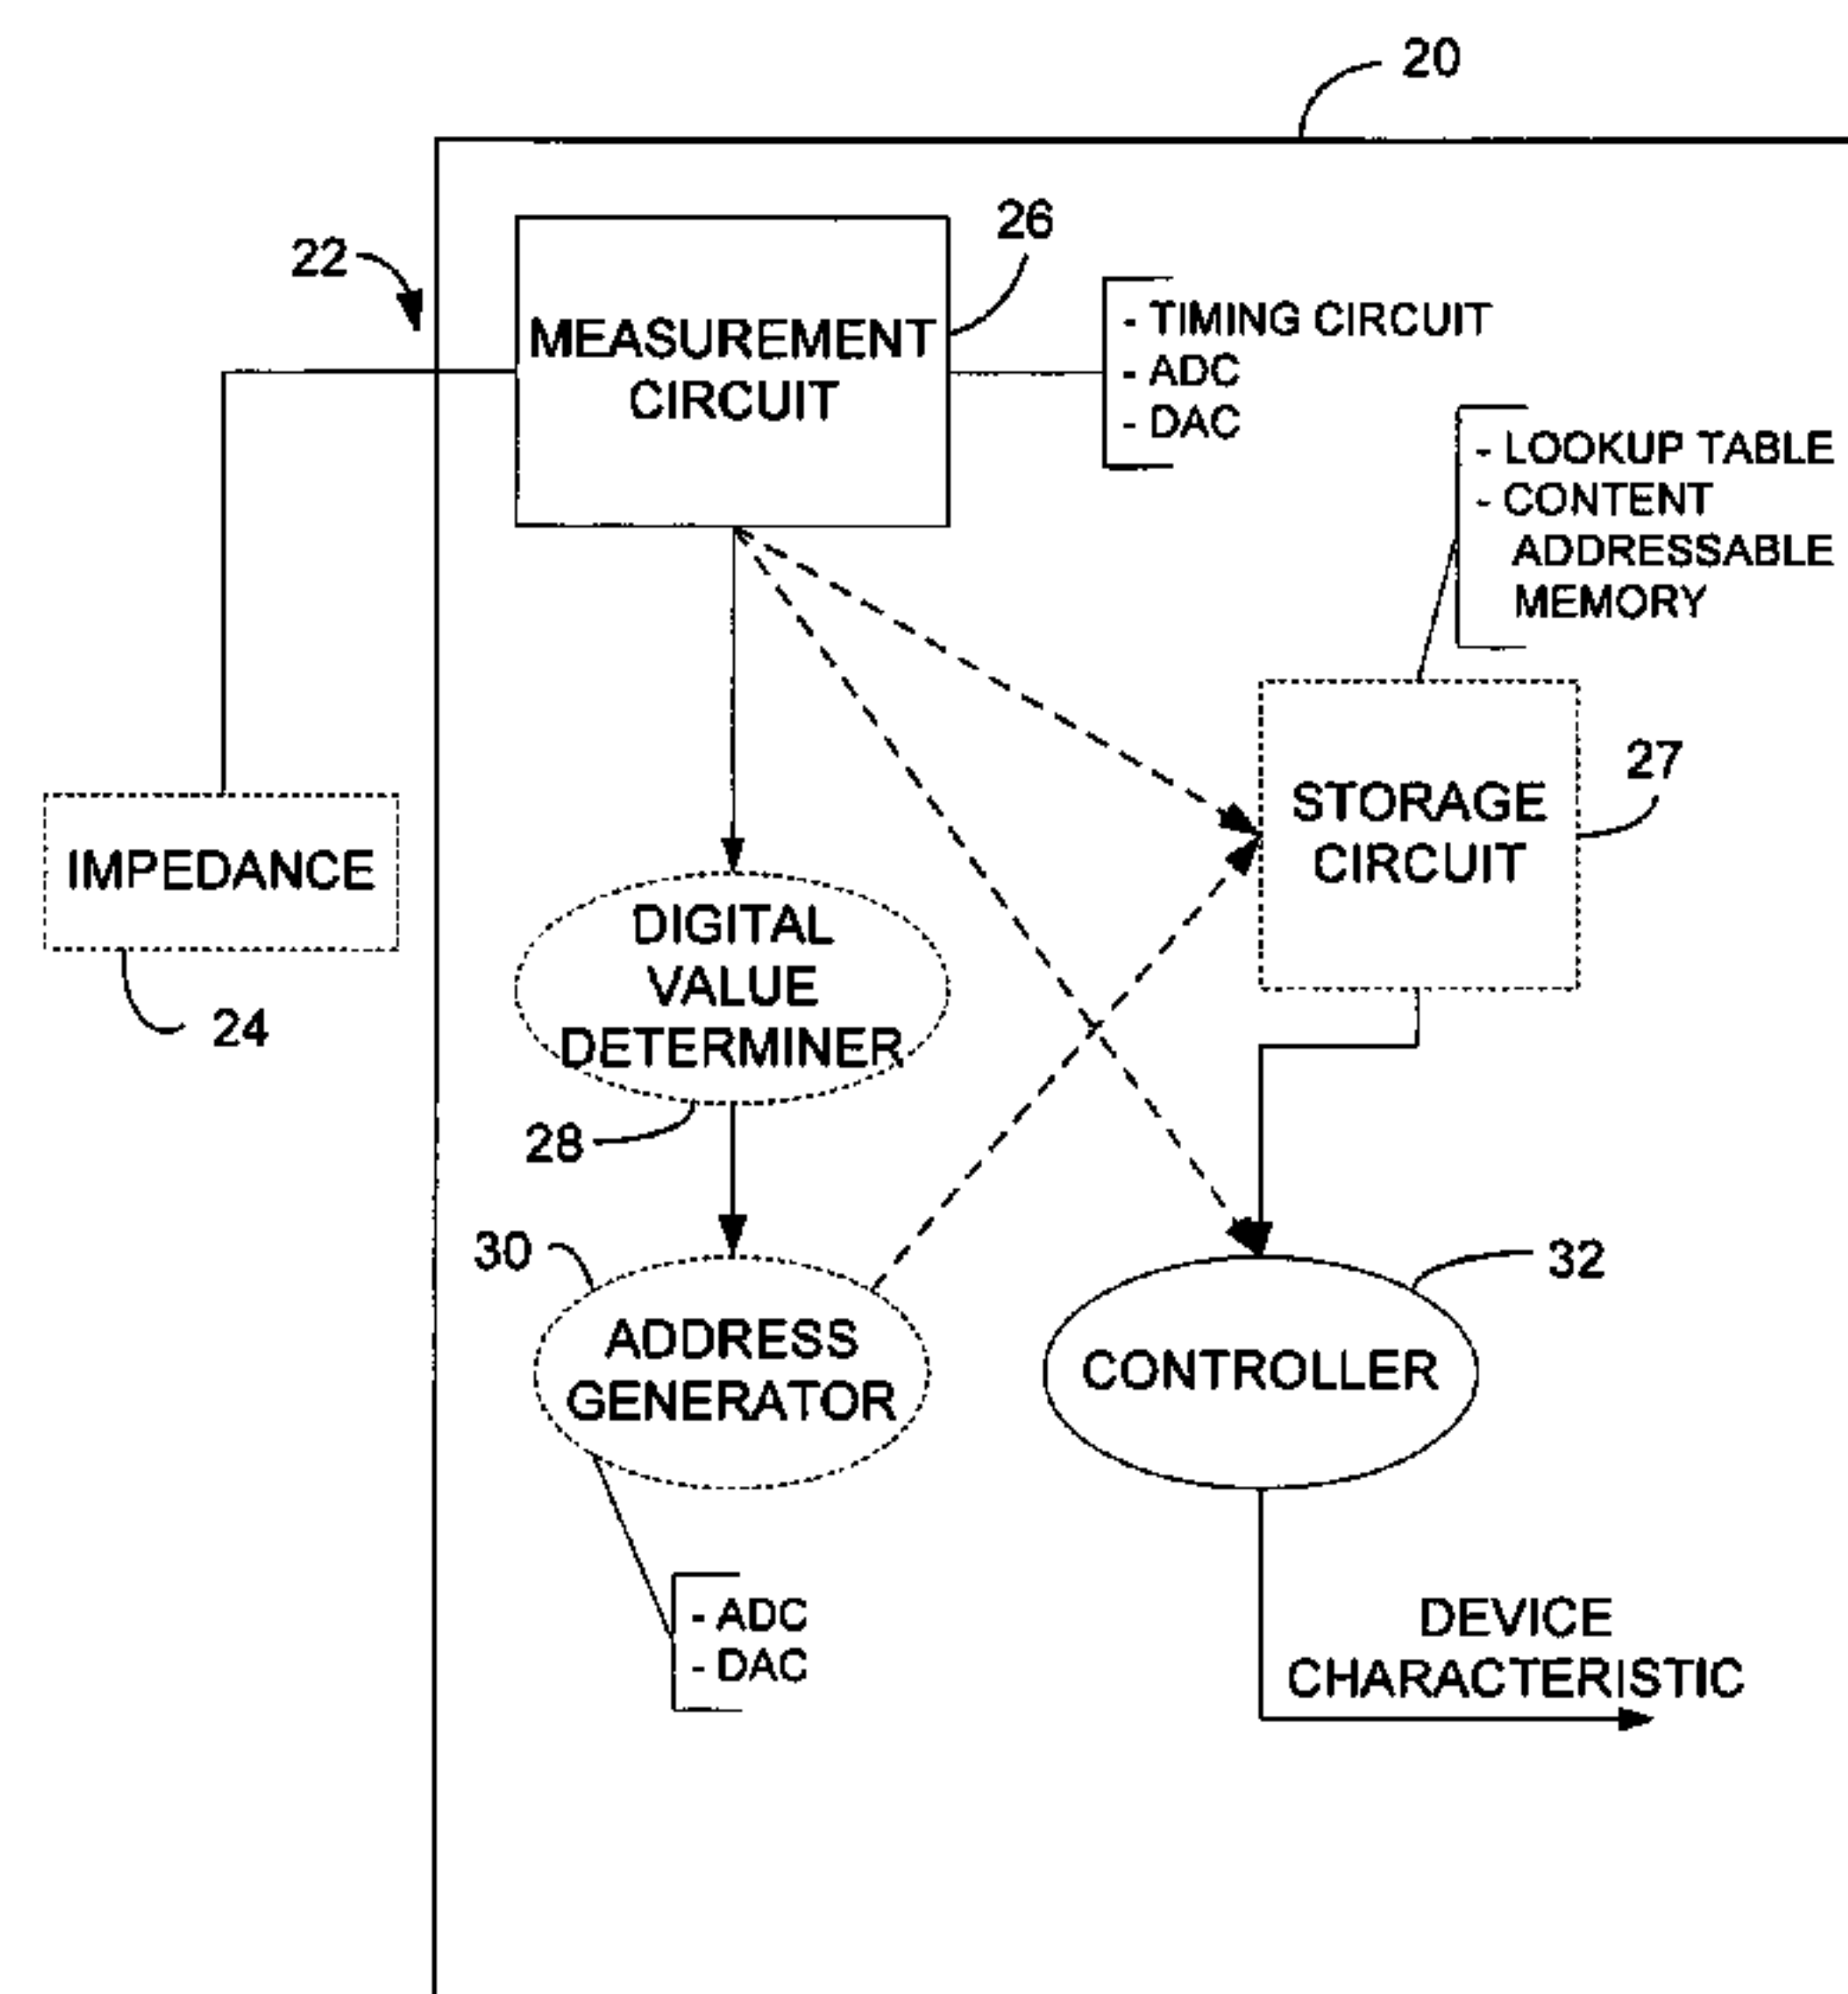 20
22
26
MEASUREMENT
CIRCUIT
- TIMING CIRCUIT
- ADC
- DAC
- LOOKUP TABLE
- CONTENT
ADDRESSABLE
MEMORY
27
STORAGE
CIRCUIT
IMPEDANCE
24
DIGITAL
VALUE
DETERMINER
28
30
ADDRESS
GENERATOR
32
CONTROLLER
- ADC
- DAC
DEVICE
CHARACTERISTIC